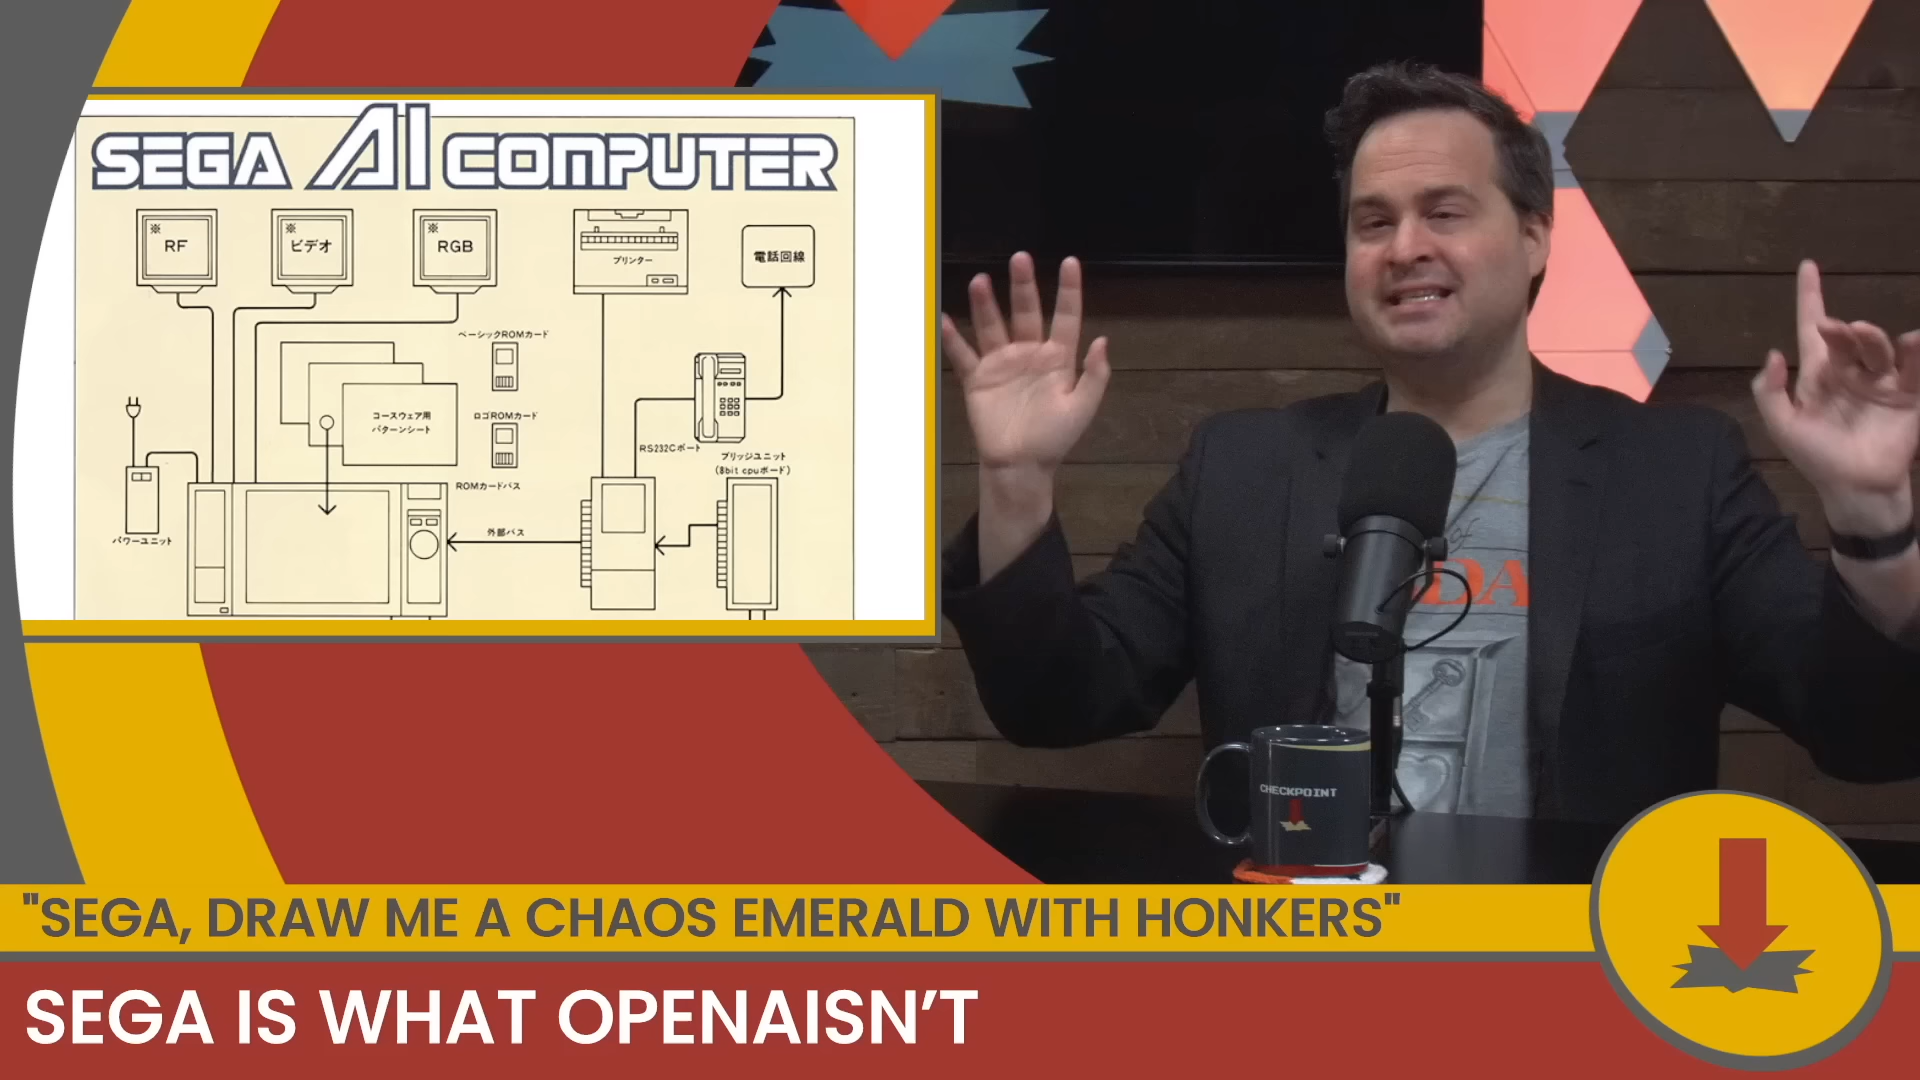 SEGA AI COMPUTER
※
RF
※
ビデオ
※
RGB
プリンター
電話回線
ベーシックROMカード
コースウェア用
パターンシート
ロゴROMカード
RS232Cポート
ブリッジユニット
(8bit cpuボード)
ROMカードバス
パワーユニット
外部バス
of
DA
CHECKPOINT
"SEGA, DRAW ME A CHAOS EMERALD WITH HONKERS"
SEGA IS WHAT OPENAISN'T